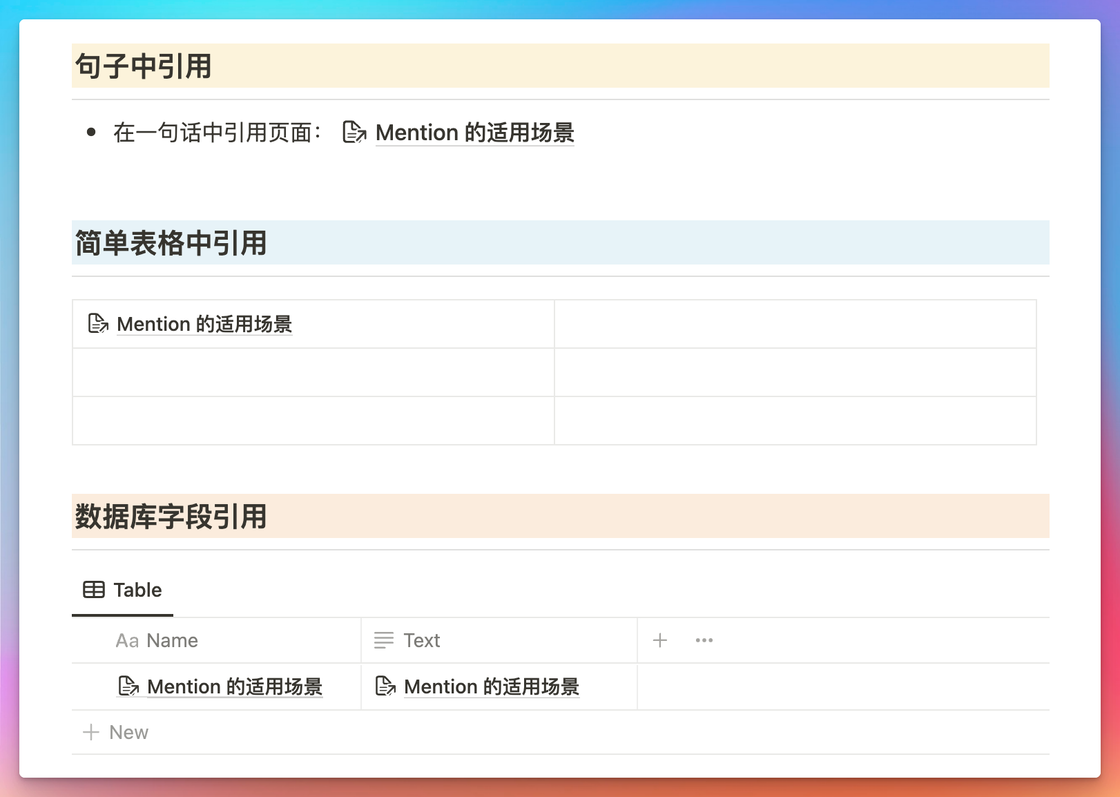 句子中引用
• 在一句话中引用页面： Mention 的适用场景
简单表格中引用
Mention 的适用场景
数据库字段引用
Table
Aa Name Text + •••
Mention 的适用场景 Mention 的适用场景
+ New